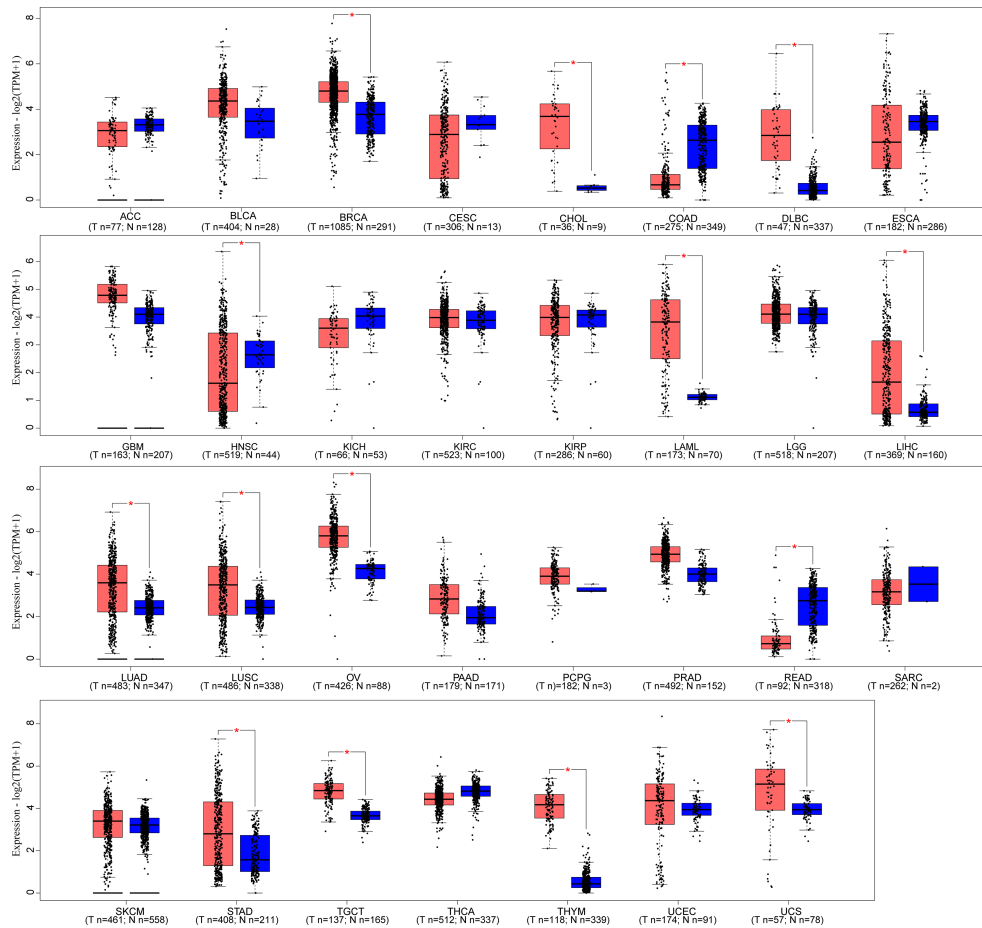 Expression - log2(TPM+1)
8
6
4
2
0
*
*
*
*
ACC
(T n=77; N n=128)
BLCA
(T n=404; N n=28)
BRCA
(T n=1085; N n=291)
CESC
(T n=306; N n=13)
CHOL
(T n=36; N n=9)
COAD
(T n=275; N n=349)
DLBC
(T n=47; N n=337)
ESCA
(T n=182; N n=286)
Expression - log2(TPM+1)
6
5
4
3
2
1
0
*
*
*
GBM
(T n=163; N n=207)
HNSC
(T n=519; N n=44)
KICH
(T n=66; N n=53)
KIRC
(T n=523; N n=100)
KIRP
(T n=286; N n=60)
LAML
(T n=173; N n=70)
LGG
(T n=518; N n=207)
LIHC
(T n=369; N n=160)
Expression - log2(TPM+1)
8
6
4
2
0
*
*
*
*
LUAD
(T n=483; N n=347)
LUSC
(T n=486; N n=338)
OV
(T n=426; N n=88)
PAAD
(T n=179; N n=171)
PCPG
(T n)=182; N n=3)
PRAD
(T n=492; N n=152)
READ
(T n=92; N n=318)
SARC
(T n=262; N n=2)
Expression - log2(TPM+1)
8
6
4
2
0
*
*
*
*
SKCM
(T n=461; N n=558)
STAD
(T n=408; N n=211)
TGCT
(T n=137; N n=165)
THCA
(T n=512; N n=337)
THYM
(T n=118; N n=339)
UCEC
(T n=174; N n=91)
UCS
(T n=57; N n=78)